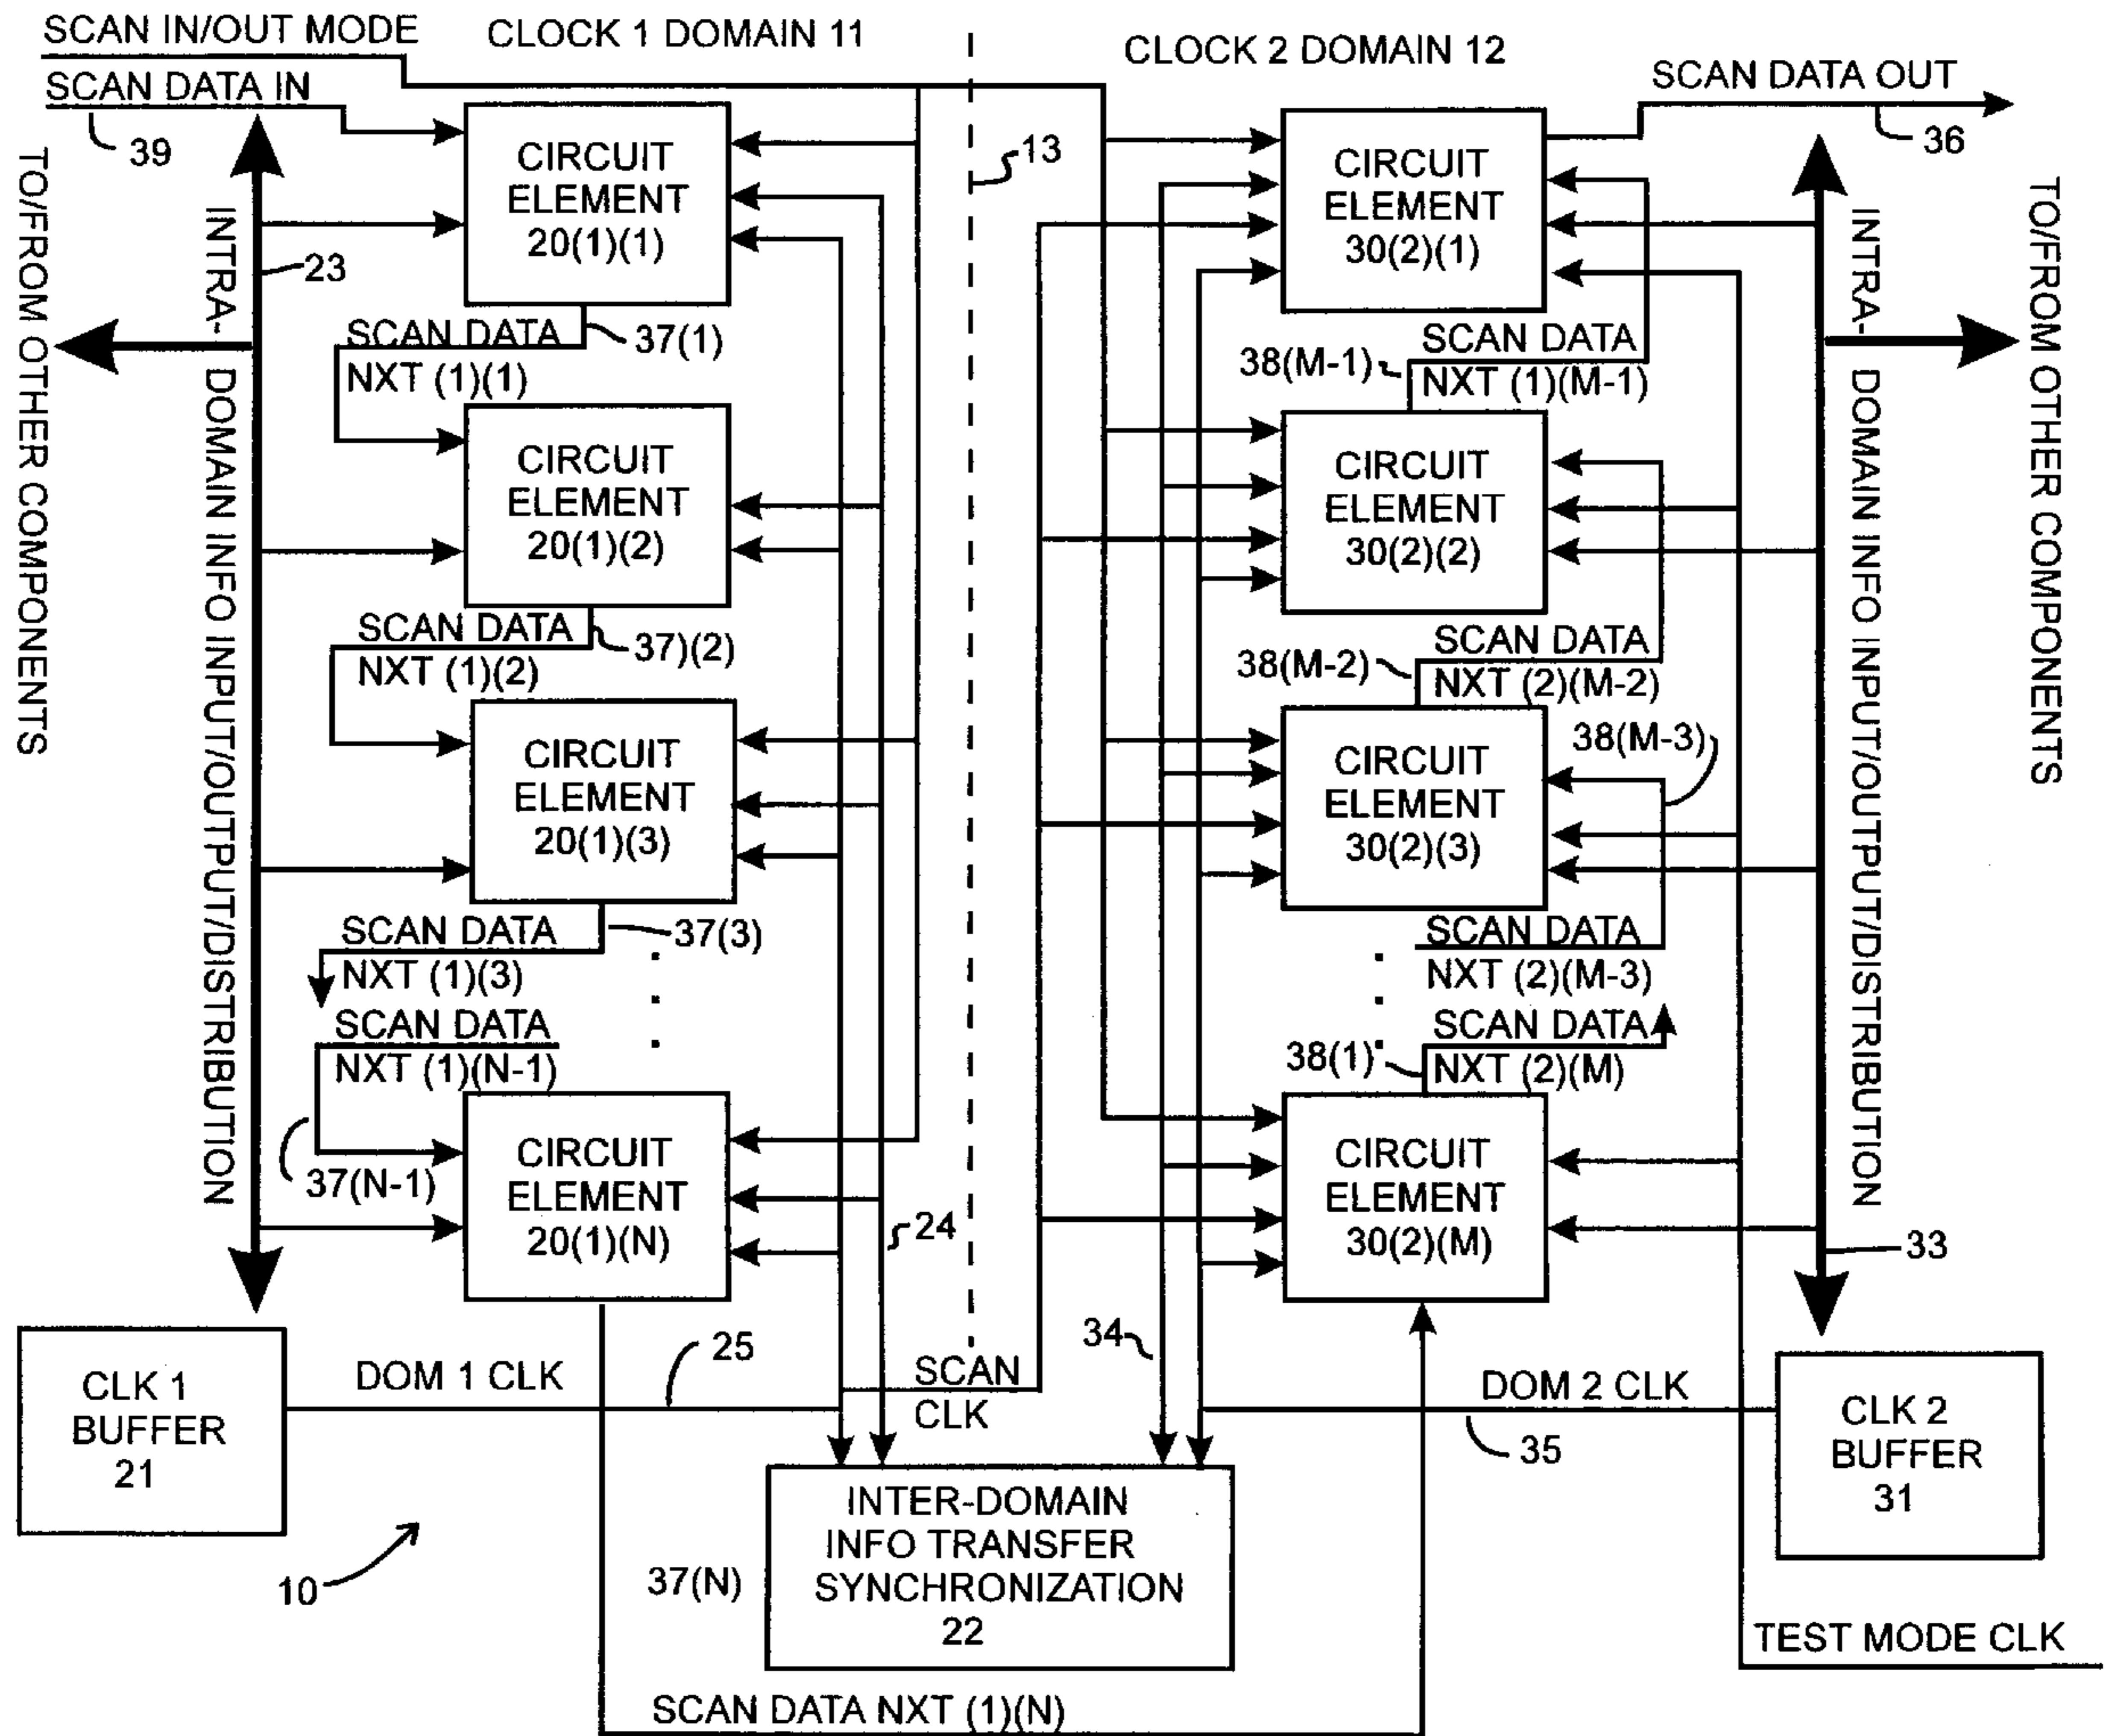 SCAN IN/OUT MODE
CLOCK 1 DOMAIN 11
CLOCK 2 DOMAIN 12
SCAN DATA IN
39
SCAN DATA OUT
36
TO/FROM OTHER COMPONENTS
INTRA- DOMAIN INFO INPUT/OUTPUT/DISTRIBUTION
23
CIRCUIT
ELEMENT
20(1)(1)
13
CIRCUIT
ELEMENT
30(2)(1)
INTRA- DOMAIN INFO INPUT/OUTPUT/DISTRIBUTION
TO/FROM OTHER COMPONENTS
SCAN DATA
NXT (1)(1)
37(1)
38(M-1)
SCAN DATA
NXT (1)(M-1)
CIRCUIT
ELEMENT
20(1)(2)
CIRCUIT
ELEMENT
30(2)(2)
SCAN DATA
NXT (1)(2)
37)(2)
38(M-2)
SCAN DATA
NXT (2)(M-2)
CIRCUIT
ELEMENT
20(1)(3)
CIRCUIT
ELEMENT
30(2)(3)
38(M-3)
SCAN DATA
NXT (1)(3)
37(3)
SCAN DATA
NXT (2)(M-3)
SCAN DATA
NXT (1)(N-1)
37(N-1)
38(1)
SCAN DATA
NXT (2)(M)
CIRCUIT
ELEMENT
20(1)(N)
24
CIRCUIT
ELEMENT
30(2)(M)
33
CLK 1
BUFFER
21
DOM 1 CLK
25
SCAN
CLK
34
DOM 2 CLK
35
CLK 2
BUFFER
31
10
37(N)
INTER-DOMAIN
INFO TRANSFER
SYNCHRONIZATION
22
TEST MODE CLK
SCAN DATA NXT (1)(N)